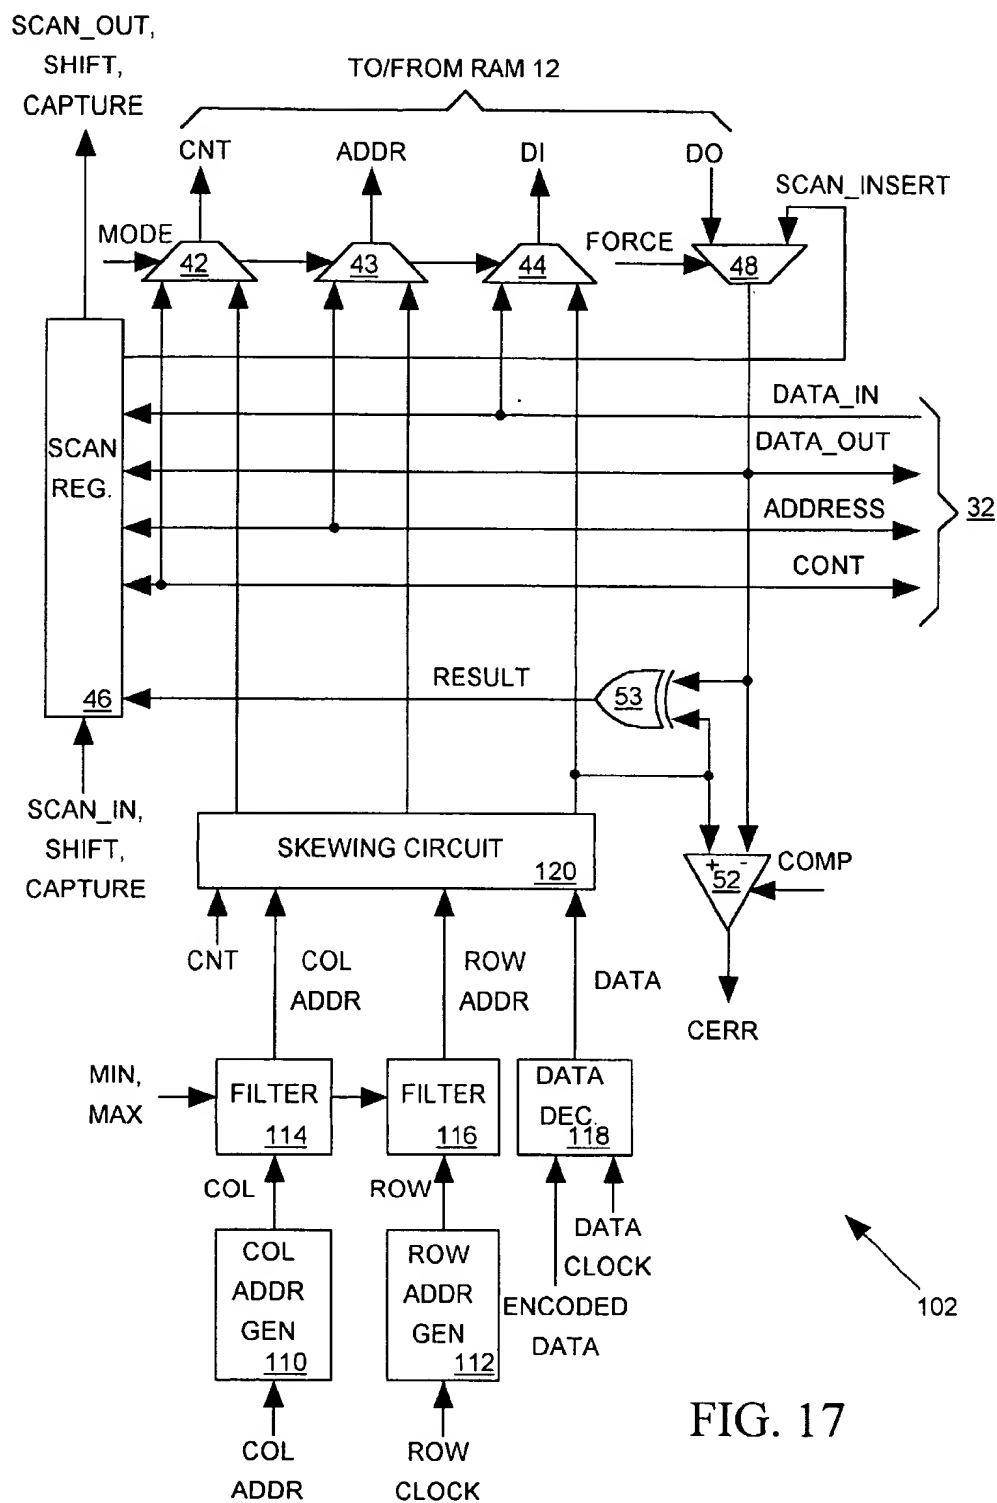 SCAN_OUT,
SHIFT,
CAPTURE
TO/FROM RAM 12
CNT
ADDR
DI
DO
SCAN_INSERT
MODE
FORCE
42
43
44
48
DATA_IN
DATA_OUT
ADDRESS
CONT
32
SCAN
REG.
46
RESULT
53
SCAN_IN,
SHIFT,
CAPTURE
SKEWING CIRCUIT
120
+ -
52
COMP
CERR
CNT
COL
ADDR
ROW
ADDR
DATA
MIN,
MAX
FILTER
114
FILTER
116
DATA
DEC.
118
COL
ROW
DATA
CLOCK
ENCODED
DATA
COL
ADDR
GEN
110
ROW
ADDR
GEN
112
COL
ADDR
ROW
CLOCK
102
FIG. 17